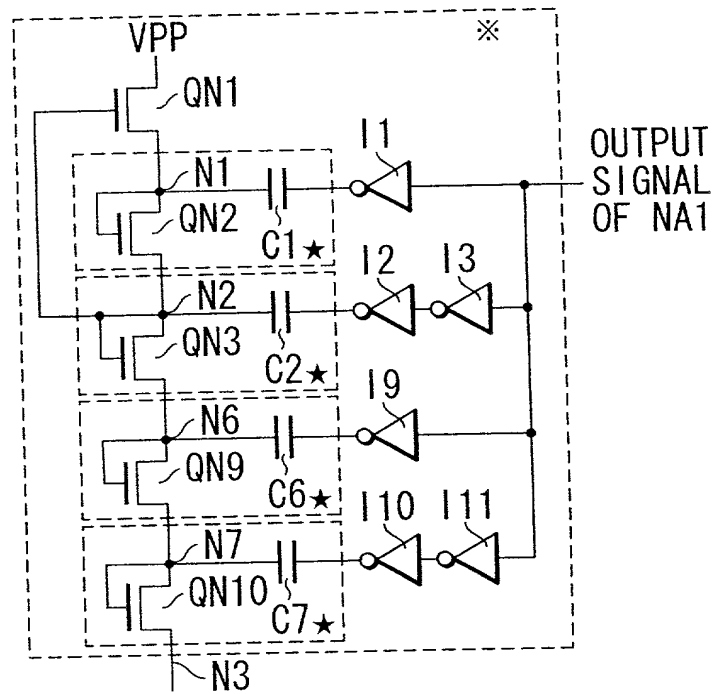 VPP
※
QN1
N1
I1
OUTPUT
SIGNAL
OF NA1
QN2
C1★
N2
I2
I3
QN3
C2★
N6
I9
QN9
C6★
N7
I10
I11
QN10
C7★
N3